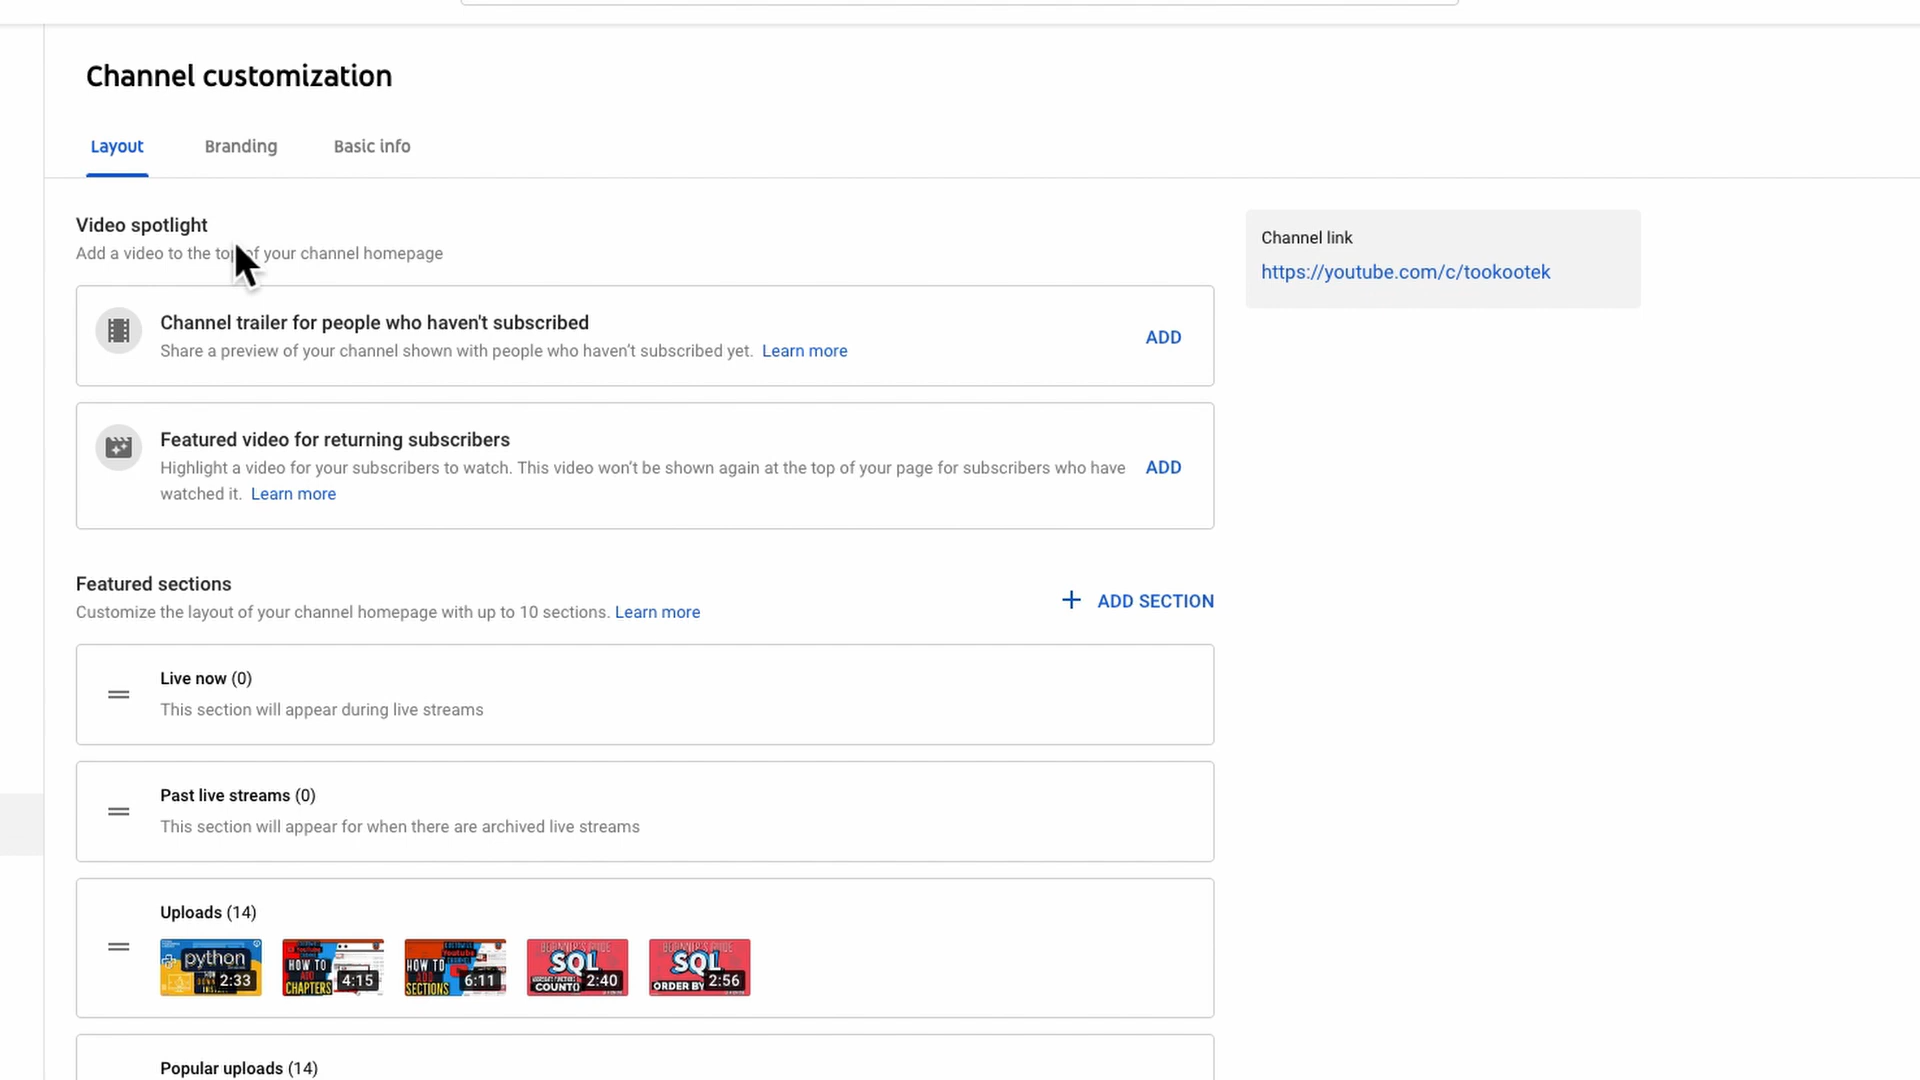 Channel customization
Layout
Branding
Basic info
Video spotlight
Add a video to the top of your channel homepage
Channel trailer for people who haven't subscribed
Share a preview of your channel shown with people who haven't subscribed yet. Learn more
ADD
Featured video for returning subscribers
Highlight a video for your subscribers to watch. This video won't be shown again at the top of your page for subscribers who have
watched it. Learn more
ADD
Channel link
https://youtube.com/c/tookootek
Featured sections
Customize the layout of your channel homepage with up to 10 sections. Learn more
+ ADD SECTION
Live now (0)
This section will appear during live streams
Past live streams (0)
This section will appear for when there are archived live streams
Uploads (14)
python
2:33
HOW TO
CHAPTERS
4:15
Youtube
HOW TO
SECTIONS
6:11
BEGINNER'S GUIDE
SQL
COUNT()
2:40
BEGINNER'S GUIDE
SQL
ORDER BY
2:56
Popular uploads (14)